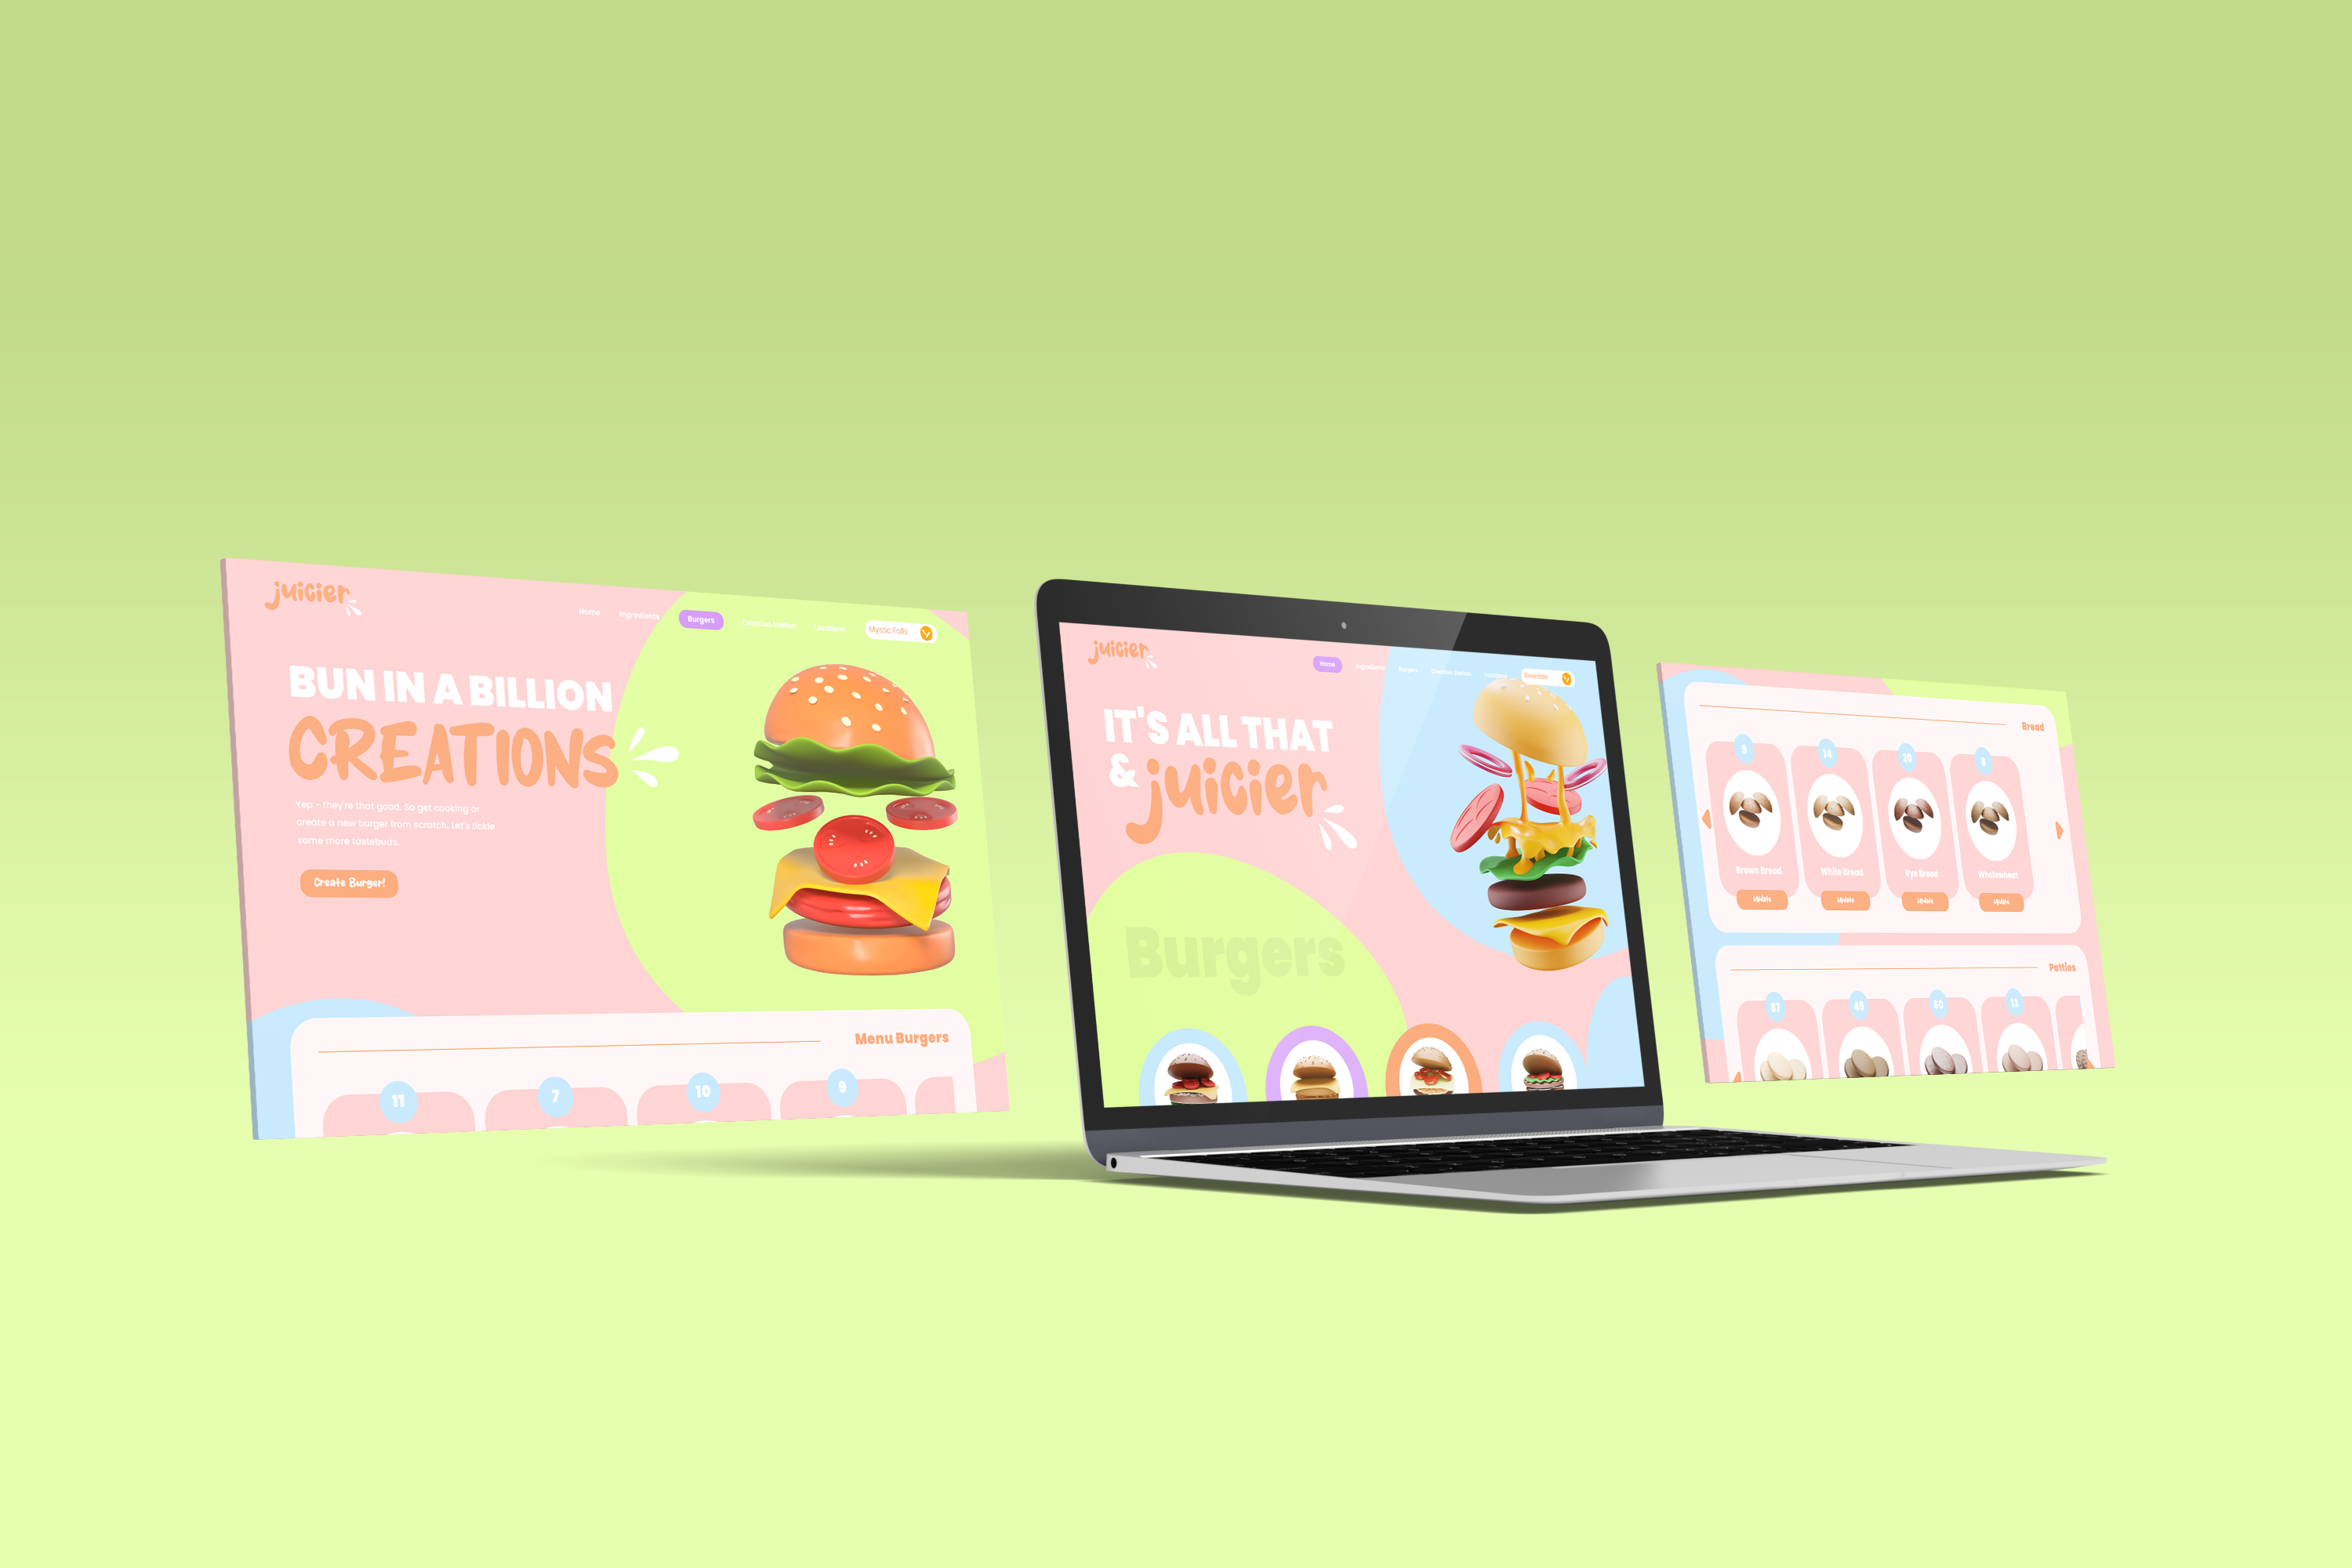 juicier
Home Ingredients Burgers Creation Station Locations Mystic Falls
BUN IN A BILLION
CREATIONS
Yep - they're that good. So get cooking or
create a new burger from scratch. Let's tickle
some more tastebuds.
Create Burger!
Menu Burgers
11 7 10 9
juicier
Home Ingredients Burgers Creation Station Locations Riverdale
IT'S ALL THAT
& juicier
Burgers
Bread
9 14 20 8
Brown Bread White Bread Rye Bread Wholewheat
Update Update Update Update
Patties
87 49 60 12